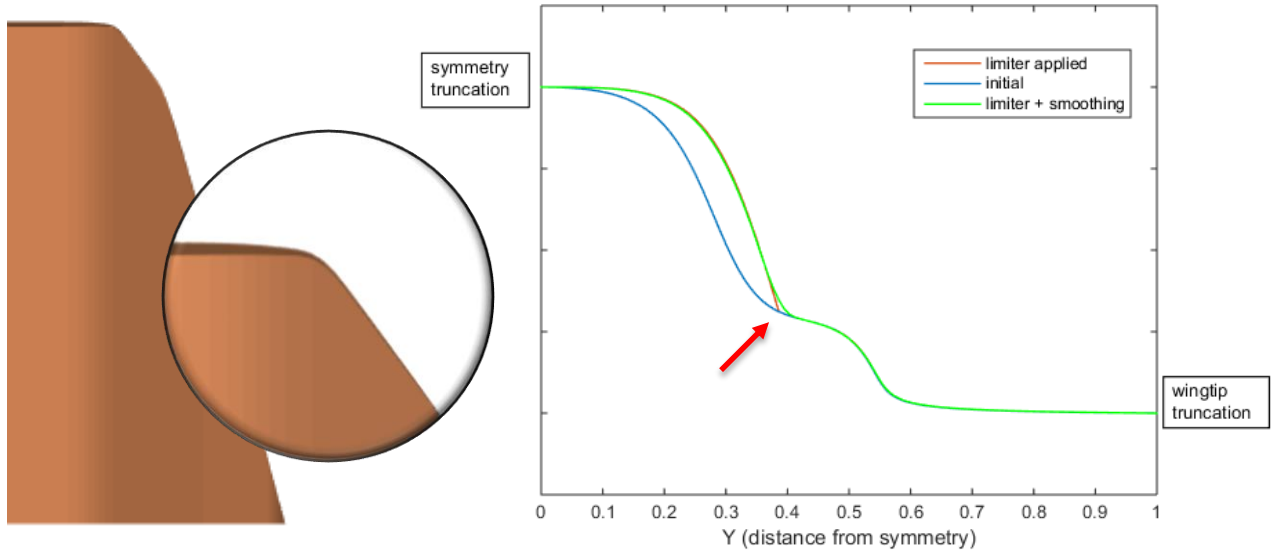 symmetry
truncation
limiter applied
initial
limiter + smoothing
wingtip
truncation
0 0.1 0.2 0.3 0.4 0.5 0.6 0.7 0.8 0.9 1
Y (distance from symmetry)